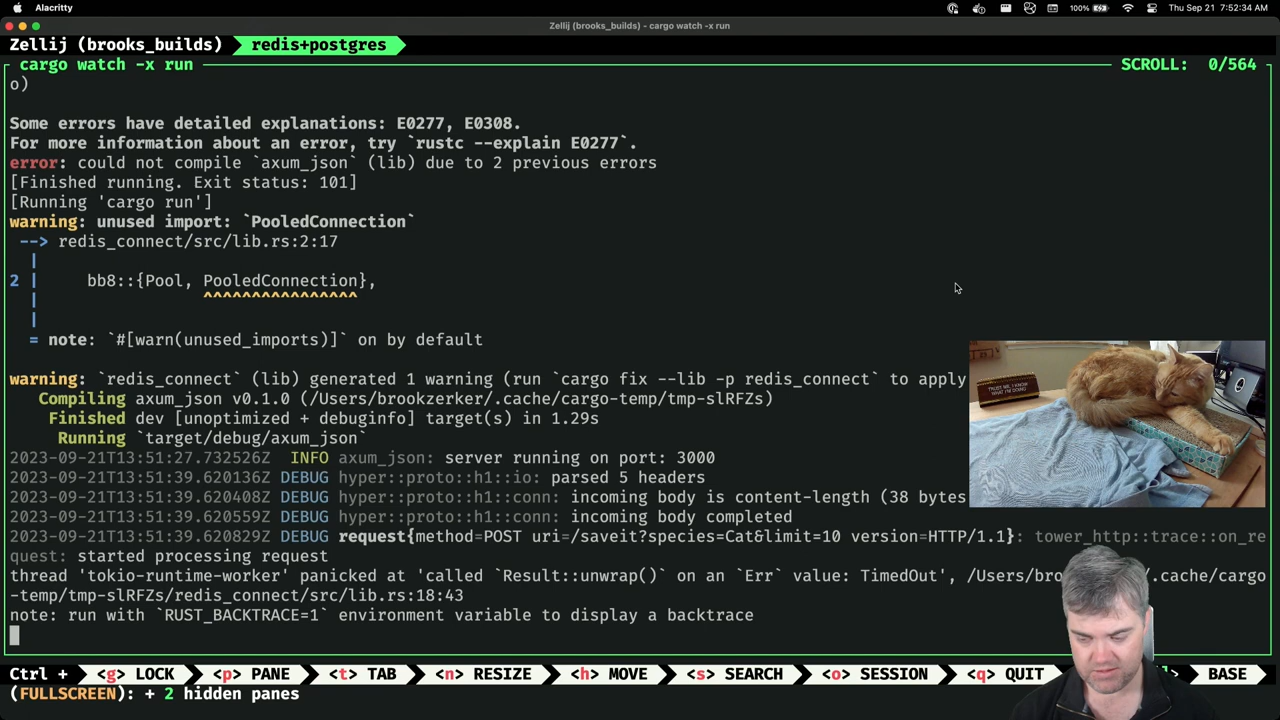 Alacritty
100%
Thu Sep 21 7:52:34 AM
Zellij (brooks_builds) - cargo watch -x run
Zellij (brooks_builds) redis+postgres
cargo watch -x run SCROLL: 0/564
o)
Some errors have detailed explanations: E0277, E0308.
For more information about an error, try `rustc --explain E0277`.
error: could not compile `axum_json` (lib) due to 2 previous errors
[Finished running. Exit status: 101]
[Running 'cargo run']
warning: unused import: `PooledConnection`
--> redis_connect/src/lib.rs:2:17
|
2 | bb8::{Pool, PooledConnection},
| ^^^^^^^^^^^^^^^^
|
= note: `#[warn(unused_imports)]` on by default
warning: `redis_connect` (lib) generated 1 warning (run `cargo fix --lib -p redis_connect` to apply
Compiling axum_json v0.1.0 (/Users/brookzerker/.cache/cargo-temp/tmp-slRFZs)
Finished dev [unoptimized + debuginfo] target(s) in 1.29s
Running `target/debug/axum_json`
2023-09-21T13:51:27.732526Z INFO axum_json: server running on port: 3000
2023-09-21T13:51:39.620136Z DEBUG hyper::proto::h1::io: parsed 5 headers
2023-09-21T13:51:39.620408Z DEBUG hyper::proto::h1::conn: incoming body is content-length (38 bytes
2023-09-21T13:51:39.620559Z DEBUG hyper::proto::h1::conn: incoming body completed
2023-09-21T13:51:39.620829Z DEBUG request{method=POST uri=/saveit?species=Cat&limit=10 version=HTTP/1.1}: tower_http::trace::on_re
quest: started processing request
thread 'tokio-runtime-worker' panicked at 'called `Result::unwrap()` on an `Err` value: TimedOut', /Users/bro .cache/cargo
-temp/tmp-slRFZs/redis_connect/src/lib.rs:18:43
note: run with `RUST_BACKTRACE=1` environment variable to display a backtrace
TRUST ME, I KNOW
WHAT I'M DOING
Ctrl + <g> LOCK <p> PANE <t> TAB <n> RESIZE <h> MOVE <s> SEARCH <o> SESSION <q> QUIT BASE
(FULLSCREEN): + 2 hidden panes